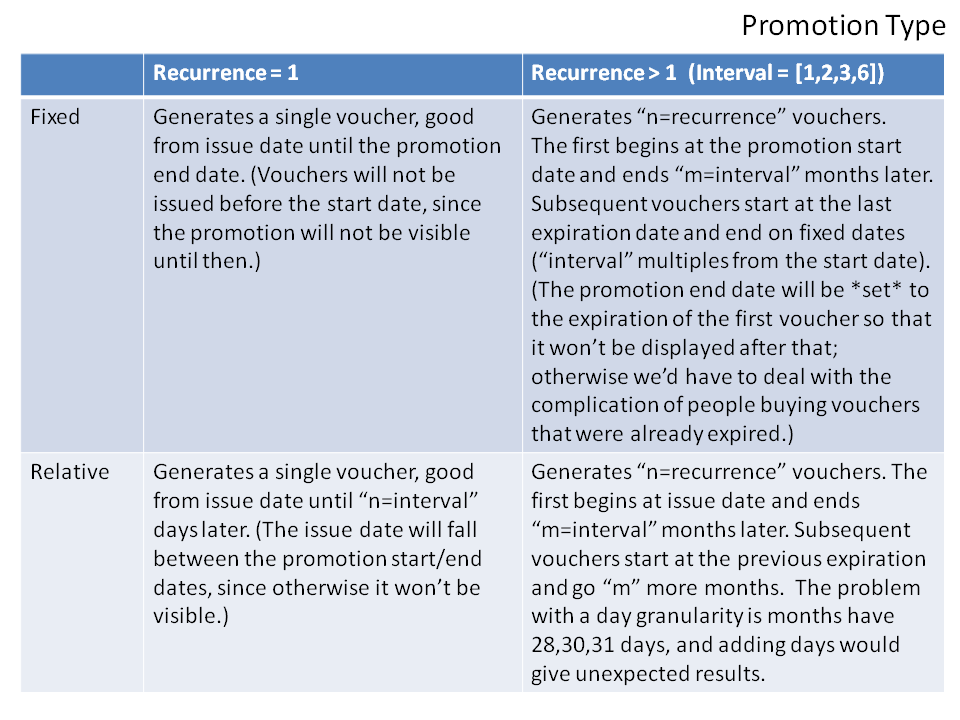 Promotion Type
Recurrence = 1
Recurrence > 1 (Interval = [1,2,3,6])
Fixed
Generates a single voucher, good
from issue date until the promotion
end date. (Vouchers will not be
issued before the start date, since
the promotion will not be visible
until then.)
Generates “n=recurrence” vouchers.
The first begins at the promotion start
date and ends “m=interval” months later.
Subsequent vouchers start at the last
expiration date and end on fixed dates
(“interval” multiples from the start date).
(The promotion end date will be *set* to
the expiration of the first voucher so that
it won’t be displayed after that;
otherwise we’d have to deal with the
complication of people buying vouchers
that were already expired.)
Relative
Generates a single voucher, good
from issue date until “n=interval”
days later. (The issue date will fall
between the promotion start/end
dates, since otherwise it won’t be
visible.)
Generates “n=recurrence” vouchers. The
first begins at issue date and ends
“m=interval” months later. Subsequent
vouchers start at the previous expiration
and go “m” more months.  The problem
with a day granularity is months have
28,30,31 days, and adding days would
give unexpected results.